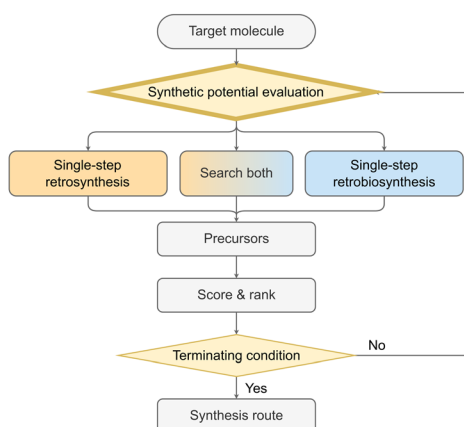 Target molecule
Synthetic potential evaluation
Single-step
retrosynthesis
Search both
Single-step
retrobiosynthesis
Precursors
Score & rank
Terminating condition
No
Yes
Synthesis route